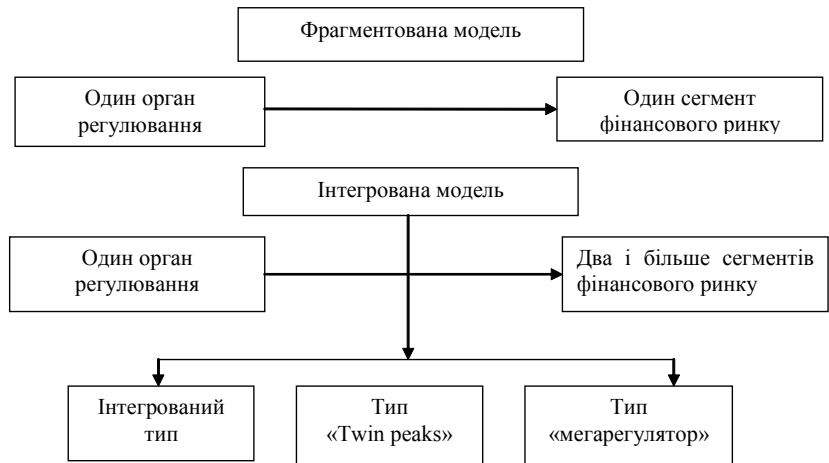 Фрагментована модель
Один орган
регулювання
Один сегмент
фінансового ринку
Інтегрована модель
Один орган
регулювання
Два і більше сегментів
фінансового ринку
Інтегрований
тип
Тип
«Twin peaks»
Тип
«мегарегулятор»